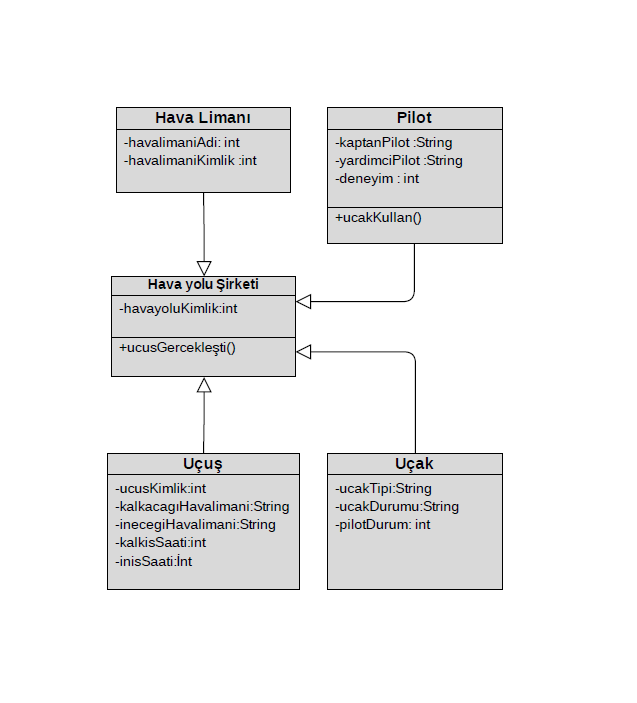 Hava Limanı
-havalimaniAdi: int
-havalimaniKimlik :int
Pilot
-kaptanPilot :String
-yardimciPilot :String
-deneyim : int
+ucakKullan()
Hava yolu Şirketi
-havayoluKimlik:int
+ucusGercekleşti()
Uçuş
-ucusKimlik:int
-kalkacagıHavalimani:String
-inecegiHavalimani:String
-kalkisSaati:int
-inisSaati:İnt
Uçak
-ucakTipi:String
-ucakDurumu:String
-pilotDurum: int